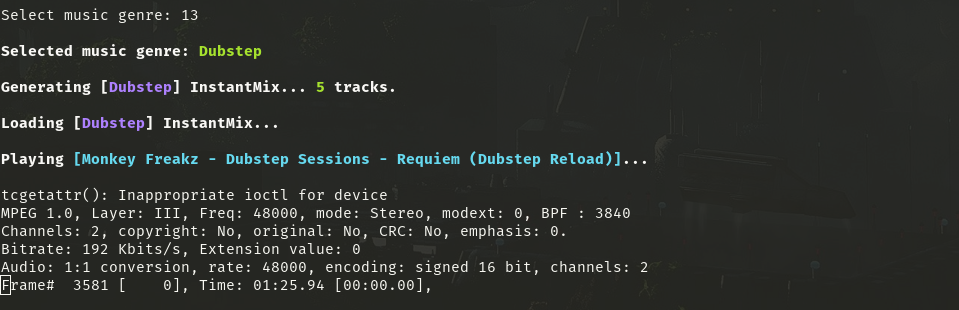 Select music genre: 13
Selected music genre: Dubstep
Generating [Dubstep] InstantMix... 5 tracks.
Loading [Dubstep] InstantMix...
Playing [Monkey Freakz - Dubstep Sessions - Requiem (Dubstep Reload)]...
tcgetattr(): Inappropriate ioctl for device
MPEG 1.0, Layer: III, Freq: 48000, mode: Stereo, modext: 0, BPF : 3840
Channels: 2, copyright: No, original: No, CRC: No, emphasis: 0.
Bitrate: 192 Kbits/s, Extension value: 0
Audio: 1:1 conversion, rate: 48000, encoding: signed 16 bit, channels: 2
Frame#  3581 [    0], Time: 01:25.94 [00:00.00],